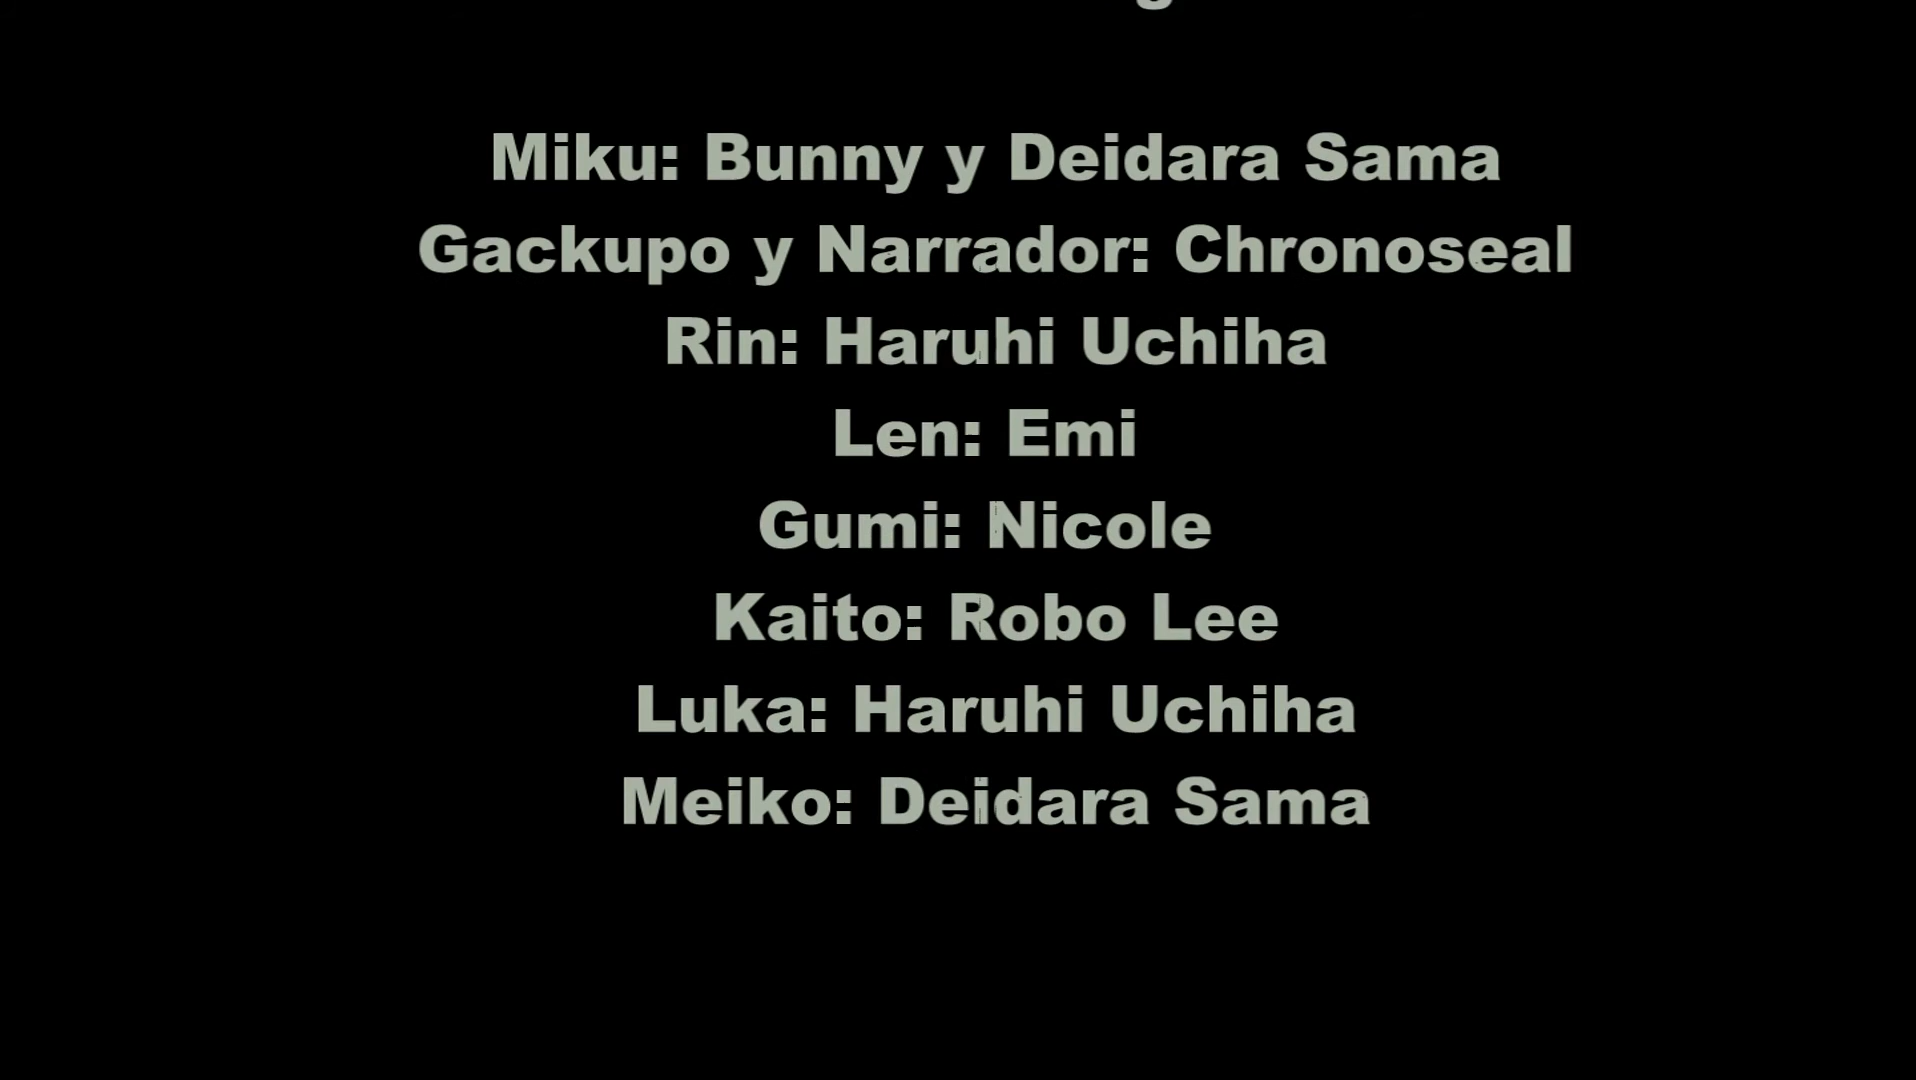 Miku: Bunny y Deidara Sama
Gackupo y Narrador: Chronoseal
Rin: Haruhi Uchiha
Len: Emi
Gumi: Nicole
Kaito: Robo Lee
Luka: Haruhi Uchiha
Meiko: Deidara Sama